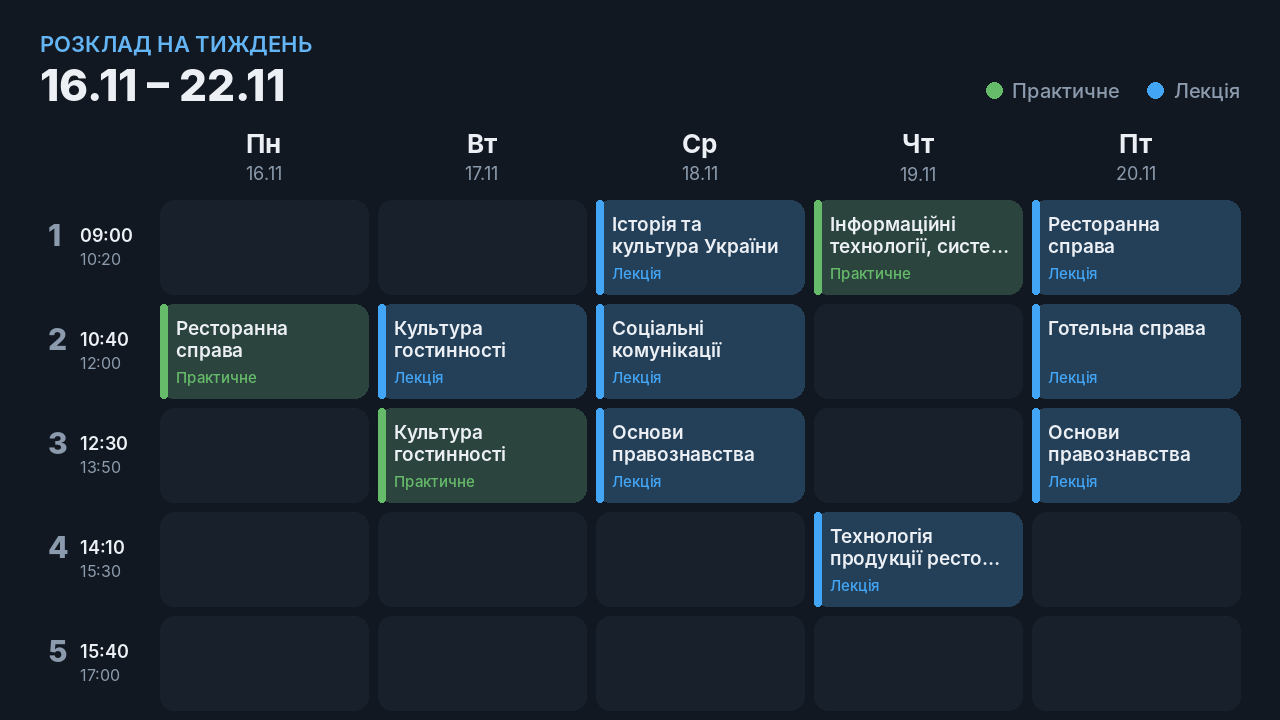 РОЗКЛАД НА ТИЖДЕНЬ
16.11 – 22.11
Практичне
Лекція
Пн
16.11
Вт
17.11
Ср
18.11
Чт
19.11
Пт
20.11
1
09:00
10:20
Історія та
культура України
Лекція
Інформаційні
технології, систе...
Практичне
Ресторанна
справа
Лекція
2
10:40
12:00
Ресторанна
справа
Практичне
Культура
гостинності
Лекція
Соціальні
комунікації
Лекція
Готельна справа
Лекція
3
12:30
13:50
Культура
гостинності
Практичне
Основи
правознавства
Лекція
Основи
правознавства
Лекція
4
14:10
15:30
Технологія
продукції ресто...
Лекція
5
15:40
17:00